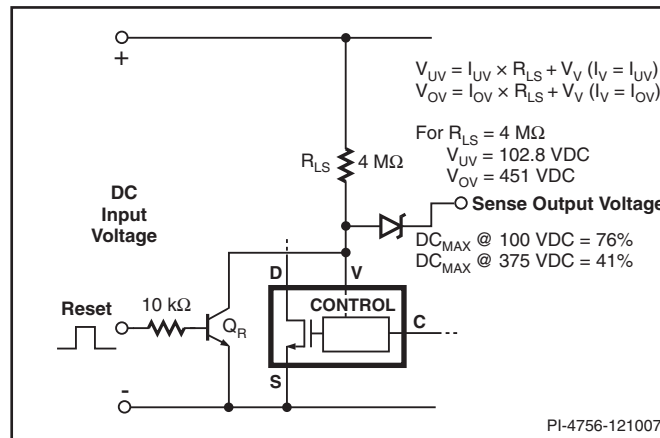 +
V_UV = I_UV × R_LS + V_V (I_V = I_UV)
V_OV = I_OV × R_LS + V_V (I_V = I_OV)
For R_LS = 4 MΩ
V_UV = 102.8 VDC
V_OV = 451 VDC
R_LS
4 MΩ
DC
Input
Voltage
Sense Output Voltage
DC_MAX @ 100 VDC = 76%
DC_MAX @ 375 VDC = 41%
D
V
CONTROL
C
Reset
10 kΩ
Q_R
S
-
PI-4756-121007